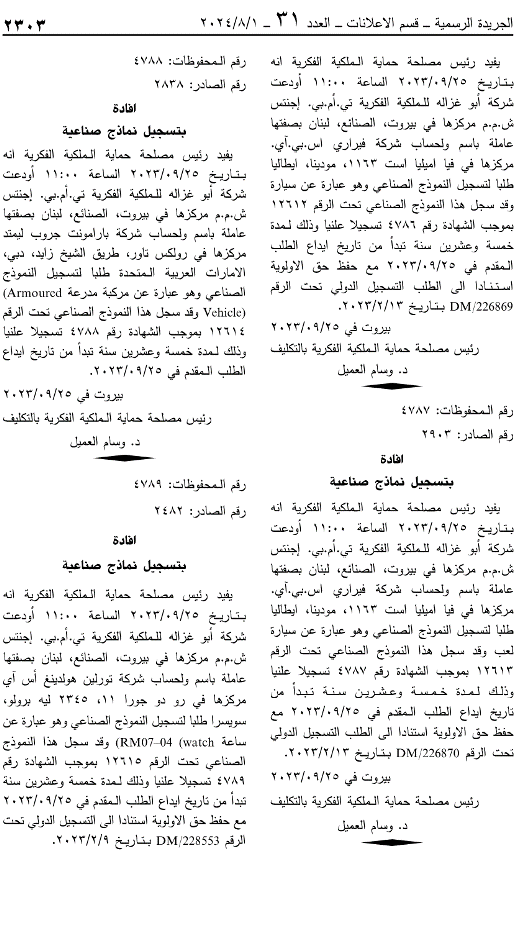 الجريدة الرسمية – قسم الاعلانات – العدد ٣١ – ٢٠٢٤/٨/١
٢٣٠٣
يفيد رئيس مصلحة حماية الملكية الفكرية انه
بتاريخ ٢٠٢٣/٠٩/٢٥ الساعة ١١:٠٠ أودعت
شركة أبو غزاله للملكية الفكرية تي.أم.بي. إجنتس
ش.م.م مركزها في بيروت، الصنائع، لبنان بصفتها
عاملة باسم ولحساب شركة فيراري اس.بي.آي.
مركزها في فيا اميليا است ١١٦٣، مودينا، ايطاليا
طلبا لتسجيل النموذج الصناعي وهو عبارة عن سيارة
وقد سجل هذا النموذج الصناعي تحت الرقم ١٢٦١٢
بموجب الشهادة رقم ٤٧٨٦ تسجيلا علنيا وذلك لمدة
خمسة وعشرين سنة تبدأ من تاريخ ايداع الطلب
المقدم في ٢٠٢٣/٠٩/٢٥ مع حفظ حق الاولوية
استنادا الى الطلب التسجيل الدولي تحت الرقم
DM/226869 بتاريخ ٢٠٢٣/٢/١٣.
بيروت في ٢٠٢٣/٠٩/٢٥
رئيس مصلحة حماية الملكية الفكرية بالتكليف
د. وسام العميل
رقم المحفوظات: ٤٧٨٧
رقم الصادر: ٢٩٠٣
افادة
بتسجيل نماذج صناعية
يفيد رئيس مصلحة حماية الملكية الفكرية انه
بتاريخ ٢٠٢٣/٠٩/٢٥ الساعة ١١:٠٠ أودعت
شركة أبو غزاله للملكية الفكرية تي.أم.بي. إجنتس
ش.م.م مركزها في بيروت، الصنائع، لبنان بصفتها
عاملة باسم ولحساب شركة فيراري اس.بي.آي.
مركزها في فيا اميليا است ١١٦٣، مودينا، ايطاليا
طلبا لتسجيل النموذج الصناعي وهو عبارة عن سيارة
لعب وقد سجل هذا النموذج الصناعي تحت الرقم
١٢٦١٣ بموجب الشهادة رقم ٤٧٨٧ تسجيلا علنيا
وذلك لمدة خمسة وعشرين سنة تبدأ من
تاريخ ايداع الطلب المقدم في ٢٠٢٣/٠٩/٢٥ مع
حفظ حق الاولوية استنادا الى الطلب التسجيل الدولي
تحت الرقم DM/226870 بتاريخ ٢٠٢٣/٢/١٣.
بيروت في ٢٠٢٣/٠٩/٢٥
رئيس مصلحة حماية الملكية الفكرية بالتكليف
د. وسام العميل
رقم المحفوظات: ٤٧٨٨
رقم الصادر: ٢٨٣٨
افادة
بتسجيل نماذج صناعية
يفيد رئيس مصلحة حماية الملكية الفكرية انه
بتاريخ ٢٠٢٣/٠٩/٢٥ الساعة ١١:٠٠ أودعت
شركة أبو غزاله للملكية الفكرية تي.أم.بي. إجنتس
ش.م.م مركزها في بيروت، الصنائع، لبنان بصفتها
عاملة باسم ولحساب شركة بارامونت جروب ليمتد
مركزها في رولكس تاور، طريق الشيخ زايد، دبي،
الامارات العربية المتحدة طلبا لتسجيل النموذج
الصناعي وهو عبارة عن مركبة مدرعة (Armoured
Vehicle) وقد سجل هذا النموذج الصناعي تحت الرقم
١٢٦١٤ بموجب الشهادة رقم ٤٧٨٨ تسجيلا علنيا
وذلك لمدة خمسة وعشرين سنة تبدأ من تاريخ ايداع
الطلب المقدم في ٢٠٢٣/٠٩/٢٥.
بيروت في ٢٠٢٣/٠٩/٢٥
رئيس مصلحة حماية الملكية الفكرية بالتكليف
د. وسام العميل
رقم المحفوظات: ٤٧٨٩
رقم الصادر: ٢٤٨٢
افادة
بتسجيل نماذج صناعية
يفيد رئيس مصلحة حماية الملكية الفكرية انه
بتاريخ ٢٠٢٣/٠٩/٢٥ الساعة ١١:٠٠ أودعت
شركة أبو غزاله للملكية الفكرية تي.أم.بي. إجنتس
ش.م.م مركزها في بيروت، الصنائع، لبنان بصفتها
عاملة باسم ولحساب شركة تورلين هولدينغ أس آي
مركزها في رو دو جورا ١١، ٢٣٤٥ ليه برولو،
سويسرا طلبا لتسجيل النموذج الصناعي وهو عبارة عن
ساعة RM07–04 (watch) وقد سجل هذا النموذج
الصناعي تحت الرقم ١٢٦١٥ بموجب الشهادة رقم
٤٧٨٩ تسجيلا علنيا وذلك لمدة خمسة وعشرين سنة
تبدأ من تاريخ ايداع الطلب المقدم في ٢٠٢٣/٠٩/٢٥
مع حفظ حق الاولوية استنادا الى التسجيل الدولي تحت
الرقم DM/228553 بتاريخ ٢٠٢٣/٢/٩.